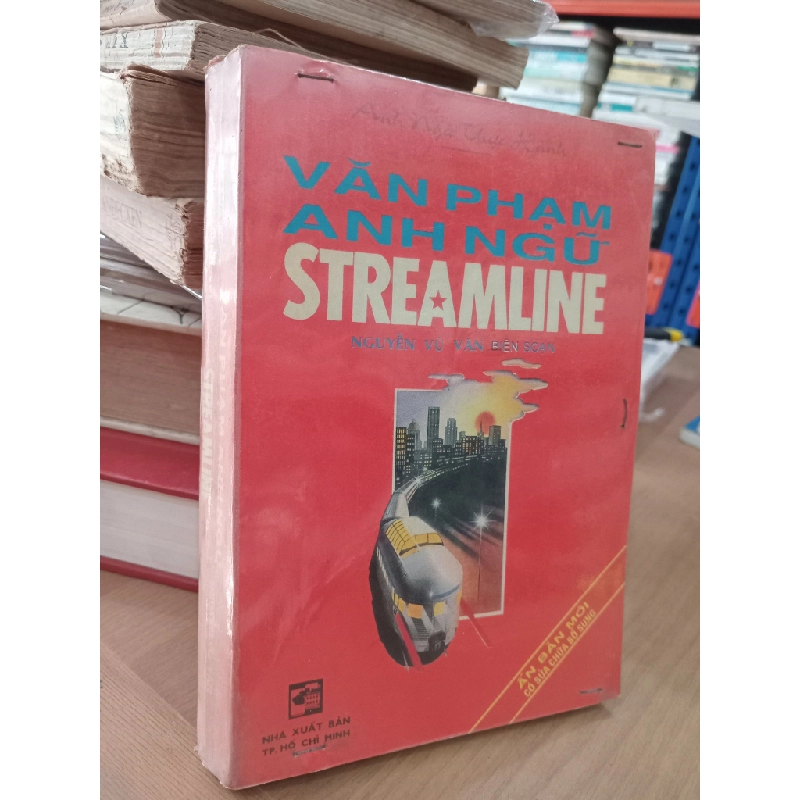 VĂN PHẠM
ANH NGỮ
STREAMLINE
NGUYỄN VŨ VĂN BIÊN SOẠN
ẤN BẢN MỚI
CÓ SỬA CHỮA BỔ SUNG
NHÀ XUẤT BẢN
TP. HỒ CHÍ MINH
STREAMLINE